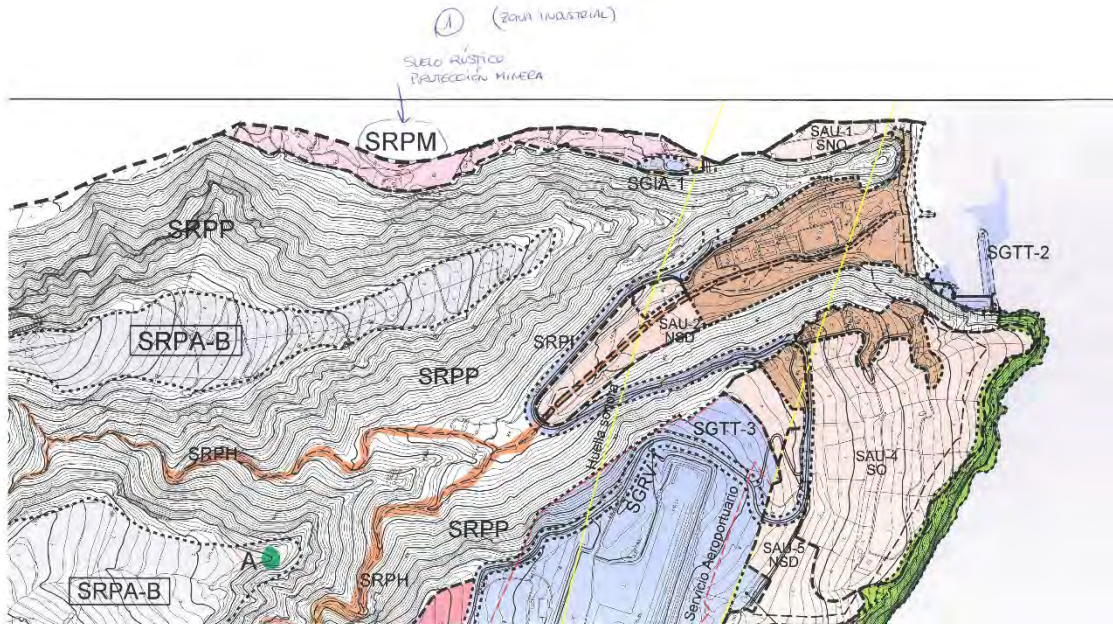 1 (ZONA INDUSTRIAL)
SUELO RÚSTICO
PROTECCIÓN MINERA
SRPM
SAU-1
SNO
SGIA-1
SRPP
SGTT-2
SRPA-B
SRPI
SAU-2
NSD
SRPP
Huella sonora
SGTT-3
SRPH
SAU-4
SO
SGRV-1
SRPP
Servicio Aeroportuario
A
SAU-5
NSD
SRPH
SRPA-B